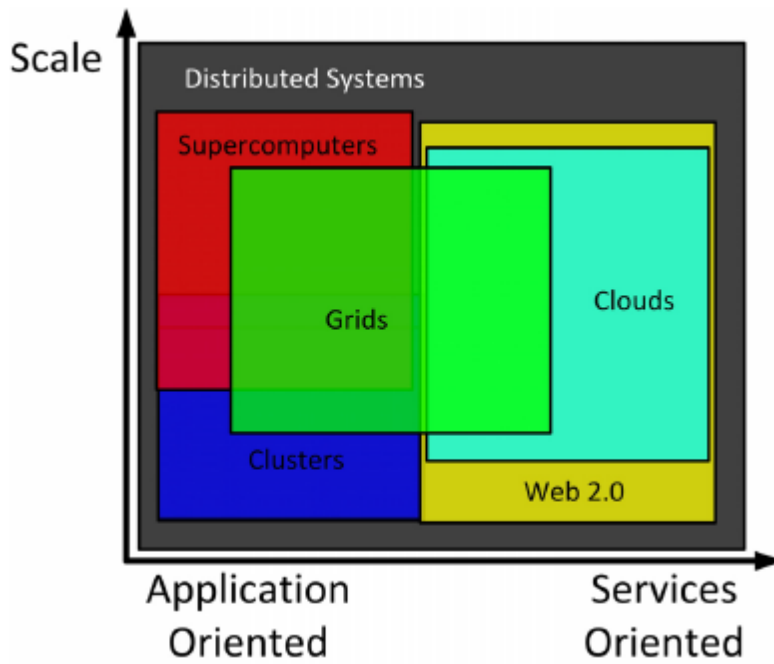 Scale
Distributed Systems
Supercomputers
Grids
Clouds
Clusters
Web 2.0
Application
Oriented
Services
Oriented